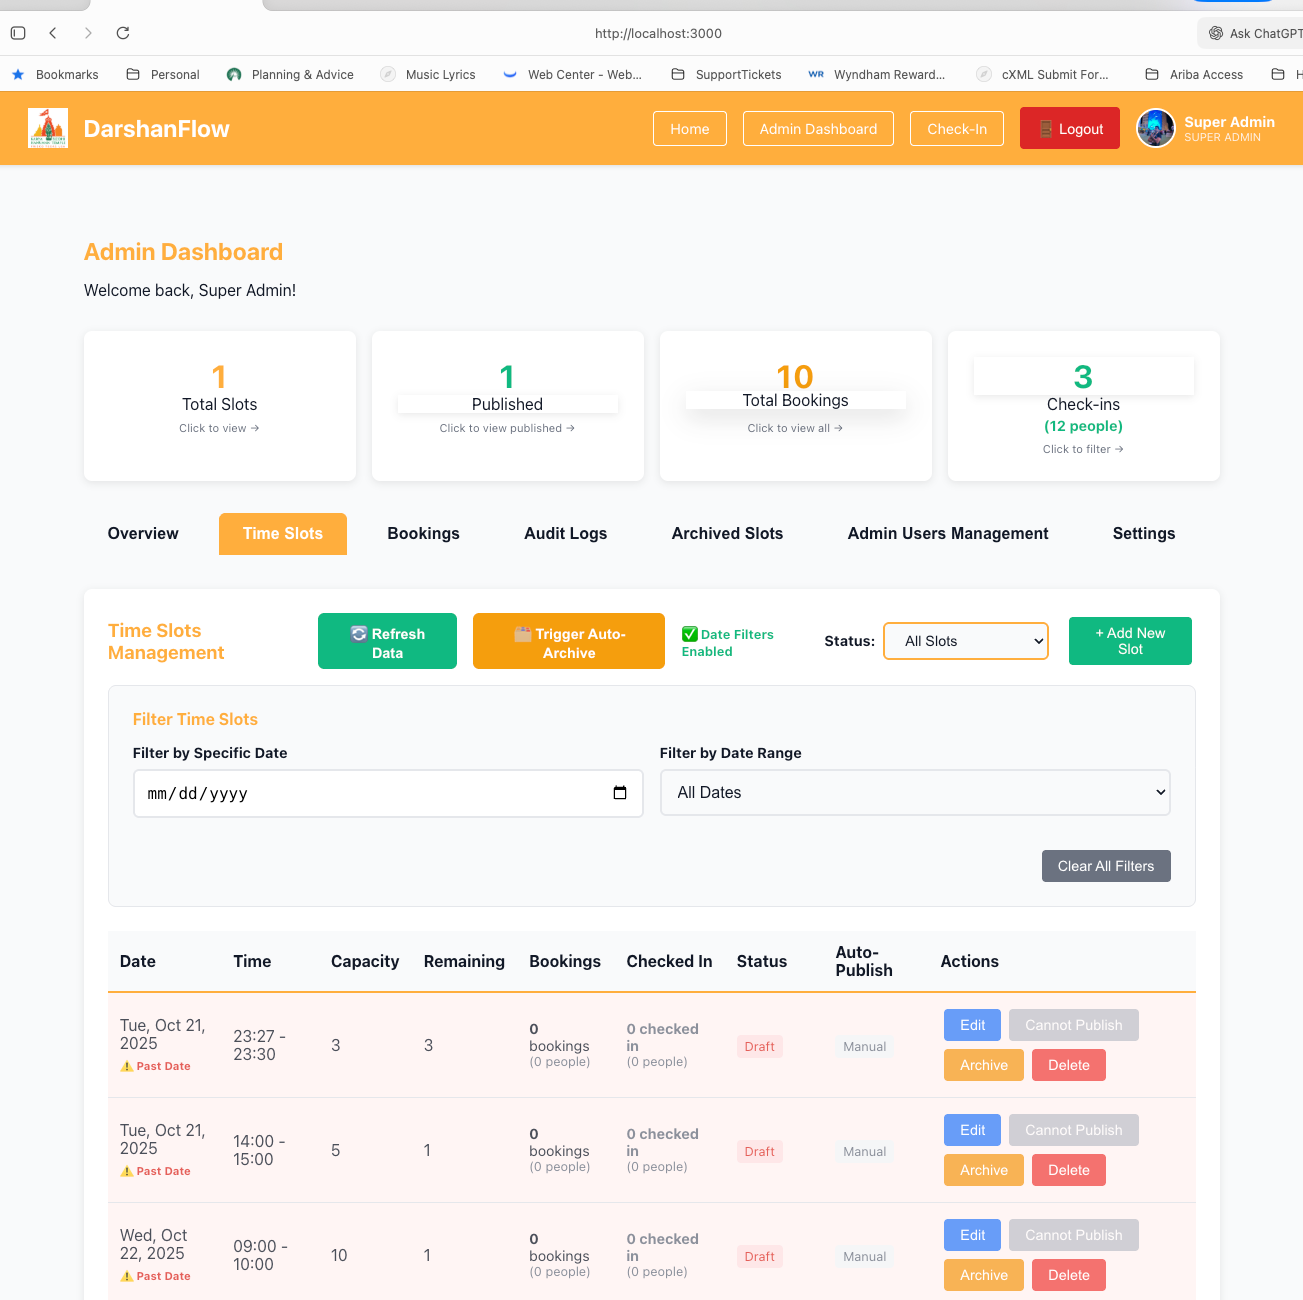 http://localhost:3000
Ask ChatGPT
Bookmarks Personal Planning & Advice Music Lyrics Web Center - Web... SupportTickets WR Wyndham Reward... cXML Submit For... Ariba Access H
DarshanFlow
Home
Admin Dashboard
Check-In
Logout
Super Admin
SUPER ADMIN
Admin Dashboard
Welcome back, Super Admin!
1
Total Slots
Click to view →
1
Published
Click to view published →
10
Total Bookings
Click to view all →
3
Check-ins
(12 people)
Click to filter →
Overview Time Slots Bookings Audit Logs Archived Slots Admin Users Management Settings
Time Slots
Management
Refresh
Data
Trigger Auto-
Archive
Date Filters
Enabled
Status:
All Slots
+ Add New
Slot
Filter Time Slots
Filter by Specific Date
mm/dd/yyyy
Filter by Date Range
All Dates
Clear All Filters
Date Time Capacity Remaining Bookings Checked In Status Auto-
Publish Actions
Tue, Oct 21,
2025
Past Date
23:27 -
23:30
3
3
0
bookings
(0 people)
0 checked
in
(0 people)
Draft
Manual
Edit
Cannot Publish
Archive
Delete
Tue, Oct 21,
2025
Past Date
14:00 -
15:00
5
1
0
bookings
(0 people)
0 checked
in
(0 people)
Draft
Manual
Edit
Cannot Publish
Archive
Delete
Wed, Oct
22, 2025
Past Date
09:00 -
10:00
10
1
0
bookings
(0 people)
0 checked
in
(0 people)
Draft
Manual
Edit
Cannot Publish
Archive
Delete